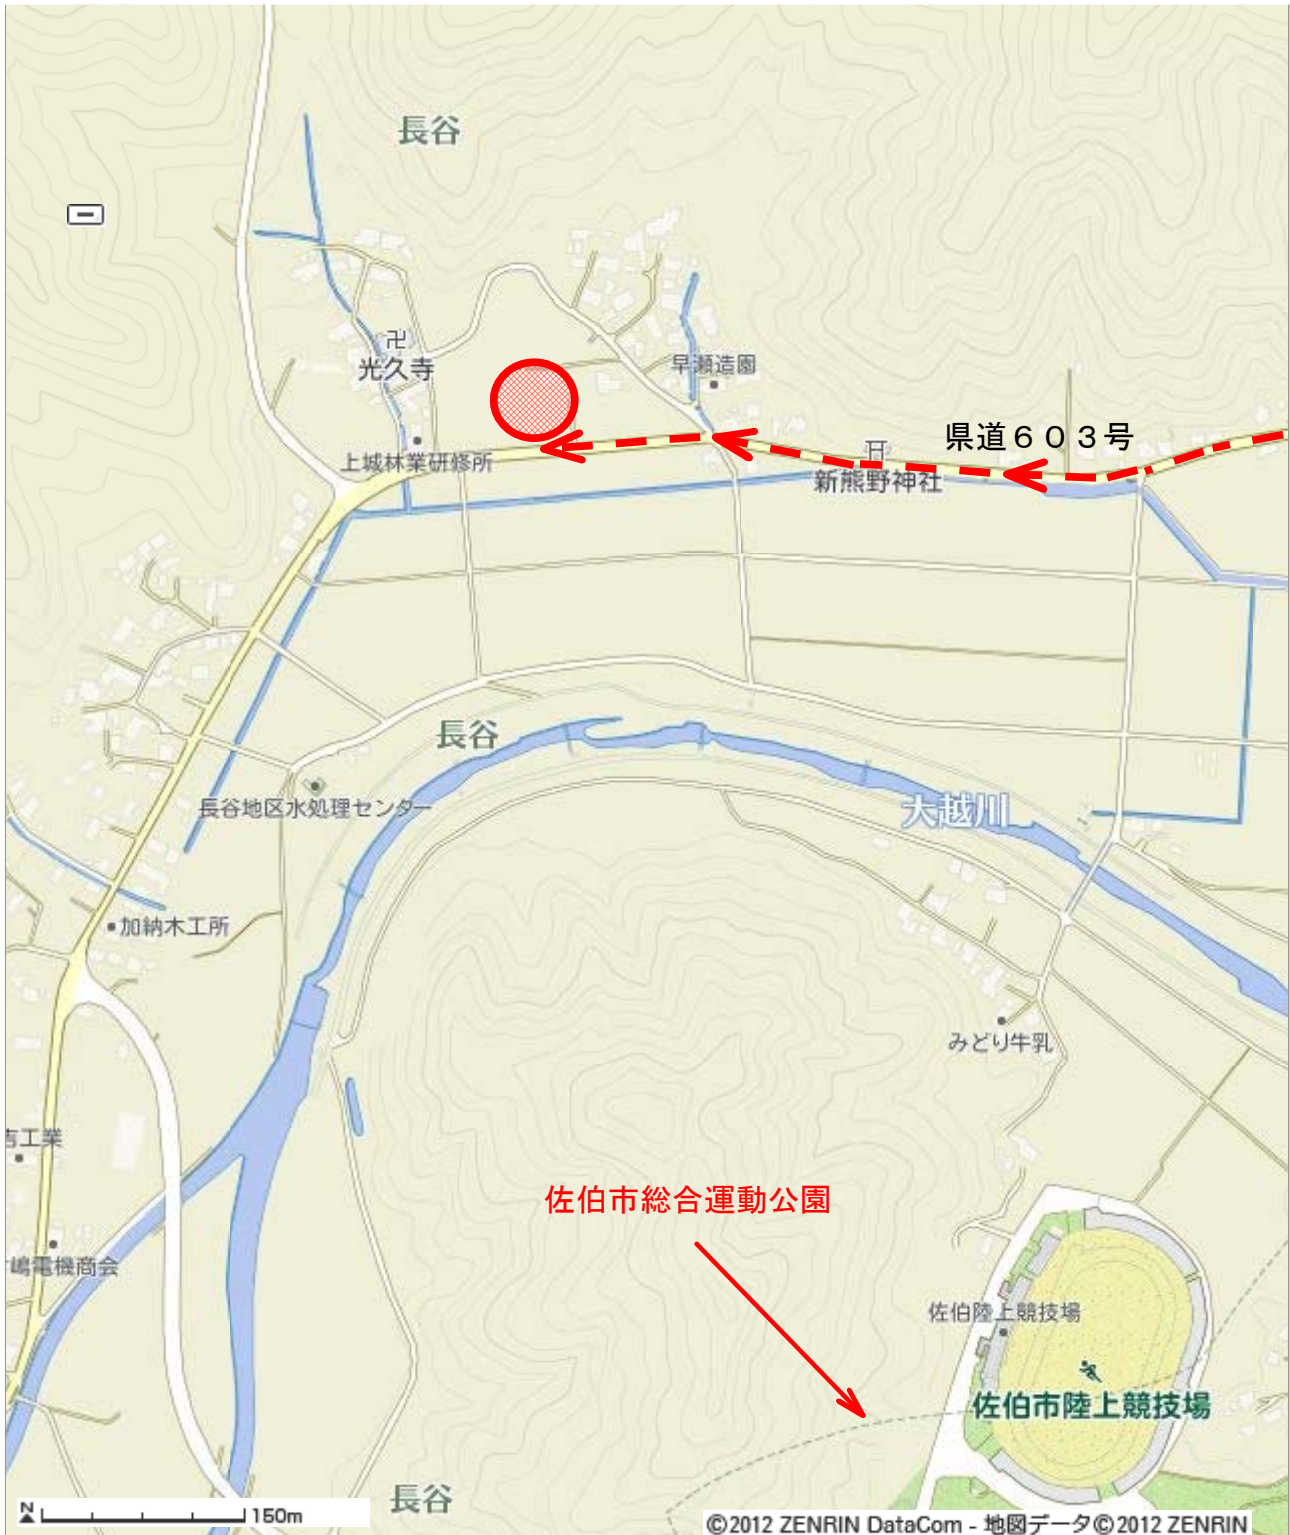 長谷
卍
光久寺
早瀬造園
県道６０３号
上城林業研修所
新熊野神社
長谷
長谷地区水処理センター
大越川
加納木工所
みどり牛乳
吉工業
佐伯市総合運動公園
嶋電機商会
佐伯陸上競技場
佐伯市陸上競技場
長谷
N
150m
©2012 ZENRIN DataCom - 地図データ©2012 ZENRIN